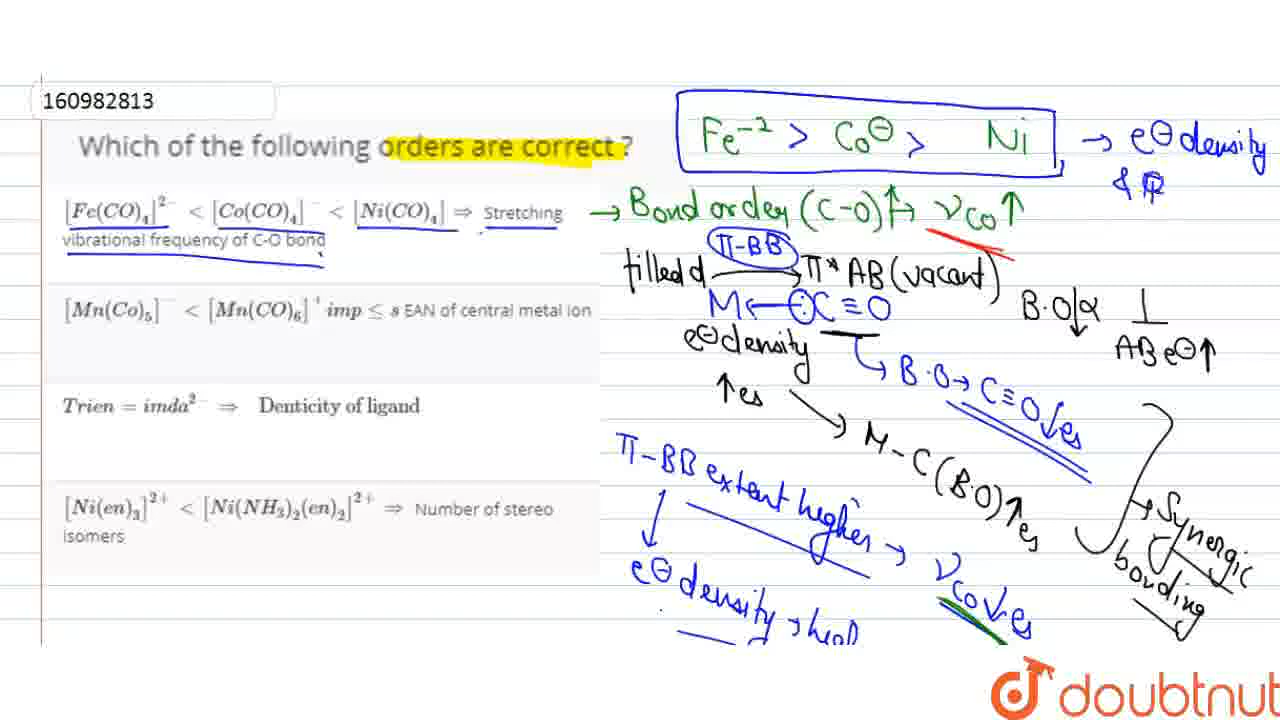 160982813
Which of the following orders are correct ?
[Fe(CO)₄]²⁻ < [Co(CO)₄]⁻ < [Ni(CO)₄] ⇒ Stretching
vibrational frequency of C-O bond
[Mn(Co)₅]⁻ < [Mn(CO)₆]⁺ imp ≤ s EAN of central metal ion
Trien = imda²⁻ ⇒ Denticity of ligand
[Ni(en)₃]²⁺ < [Ni(NH₃)₂(en)₂]²⁺ ⇒ Number of stereo
isomers
Fe⁻² > Co⊖ > Ni → e⊖ density
&
→ Bond order (C-O)↑ → νCO↑
π-BB
filled d → π* AB (vacant)
M ← :C≡O
B.O↓ α 1/AB e⊖↑
e⊖ density
↑es
B.O → C≡O↓es
M-C (B.O)↑es
π-BB extent higher → νCO↓es
Synergic
bonding
e⊖ density → high
doubtnut